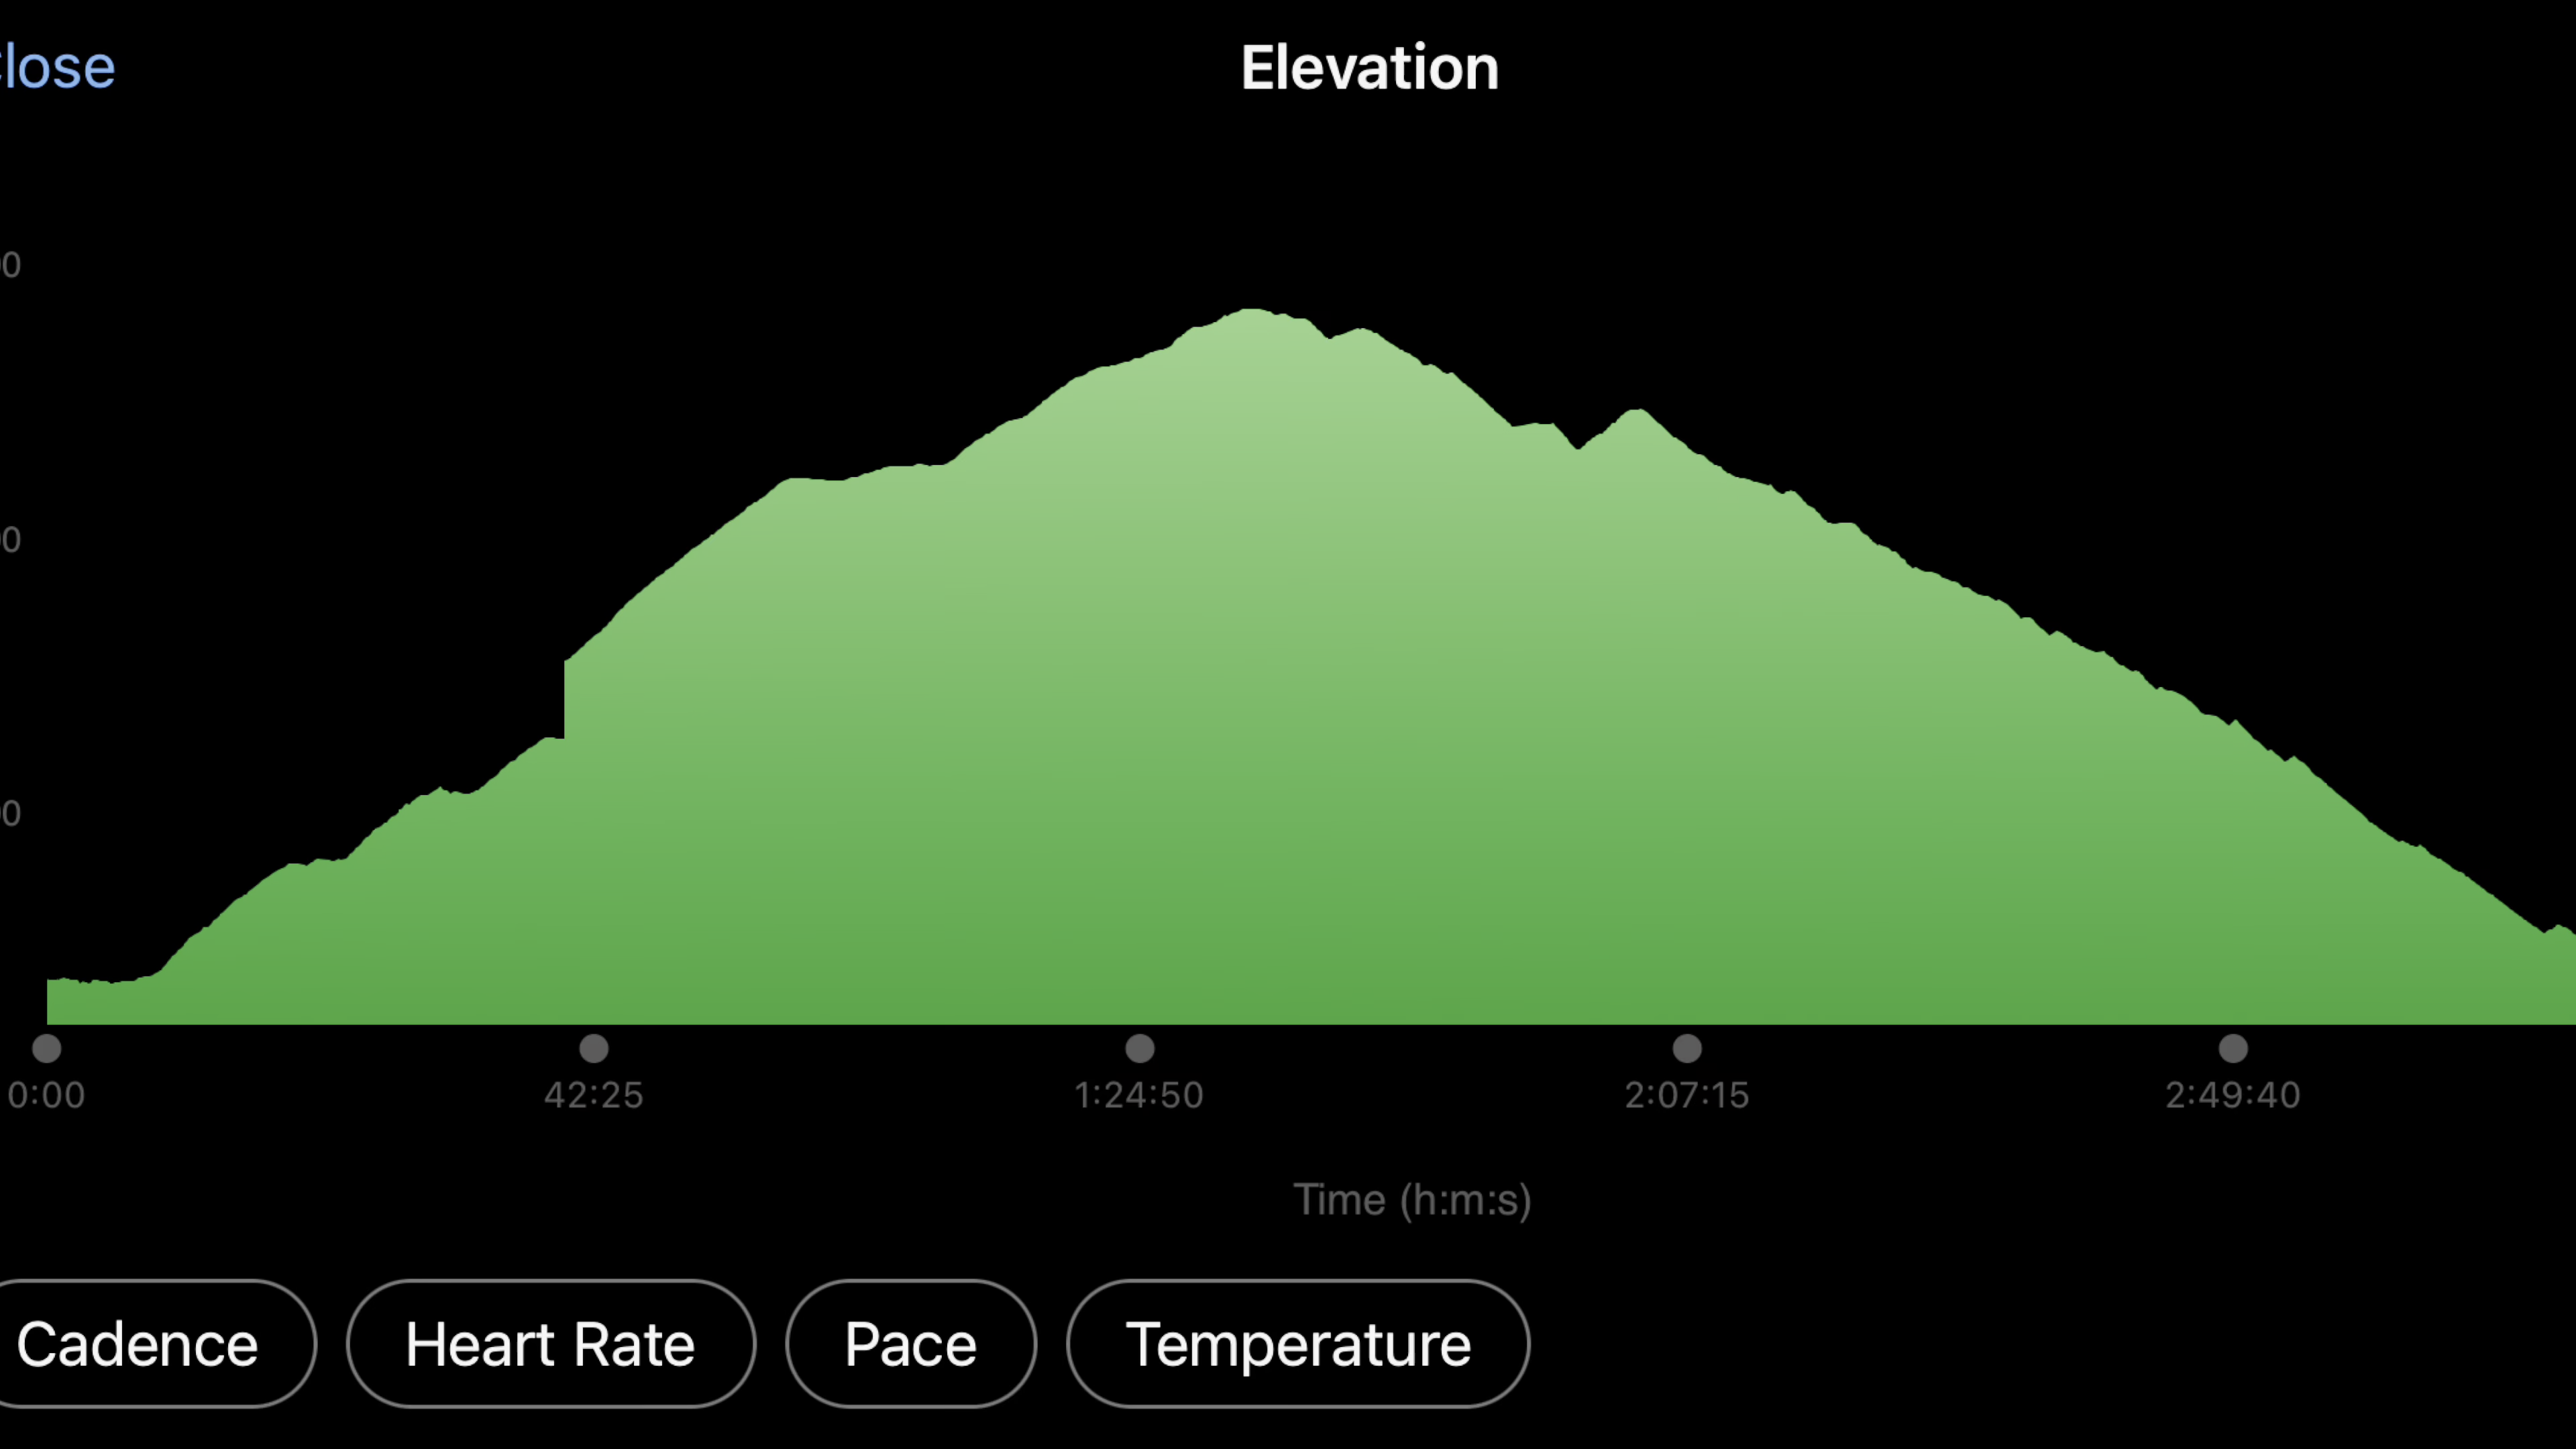 lose
Elevation
0:00
42:25
1:24:50
2:07:15
2:49:40
Time (h:m:s)
Cadence
Heart Rate
Pace
Temperature